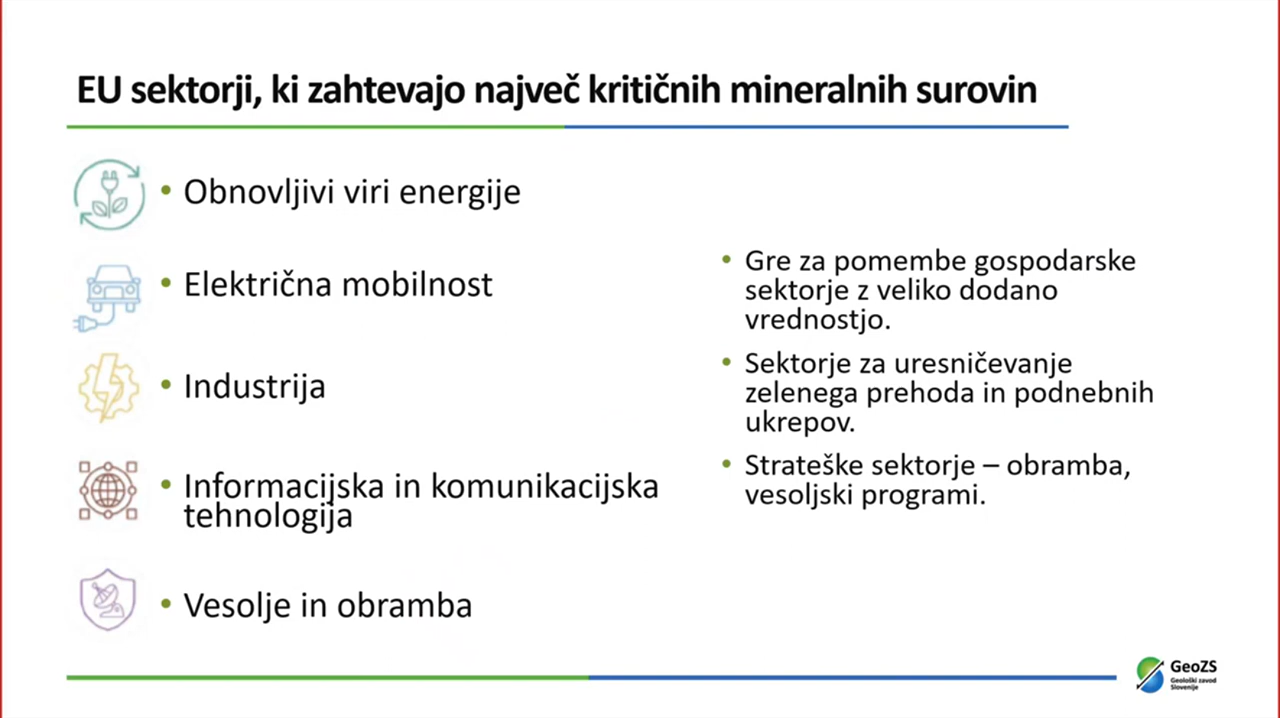 EU sektorji, ki zahtevajo največ kritičnih mineralnih surovin
• Obnovljivi viri energije
• Električna mobilnost
• Industrija
• Informacijska in komunikacijska
tehnologija
• Vesolje in obramba
• Gre za pomembe gospodarske
sektorje z veliko dodano
vrednostjo.
• Sektorje za uresničevanje
zelenega prehoda in podnebnih
ukrepov.
• Strateške sektorje – obramba,
vesoljski programi.
GeoZS
Geološki zavod
Slovenije